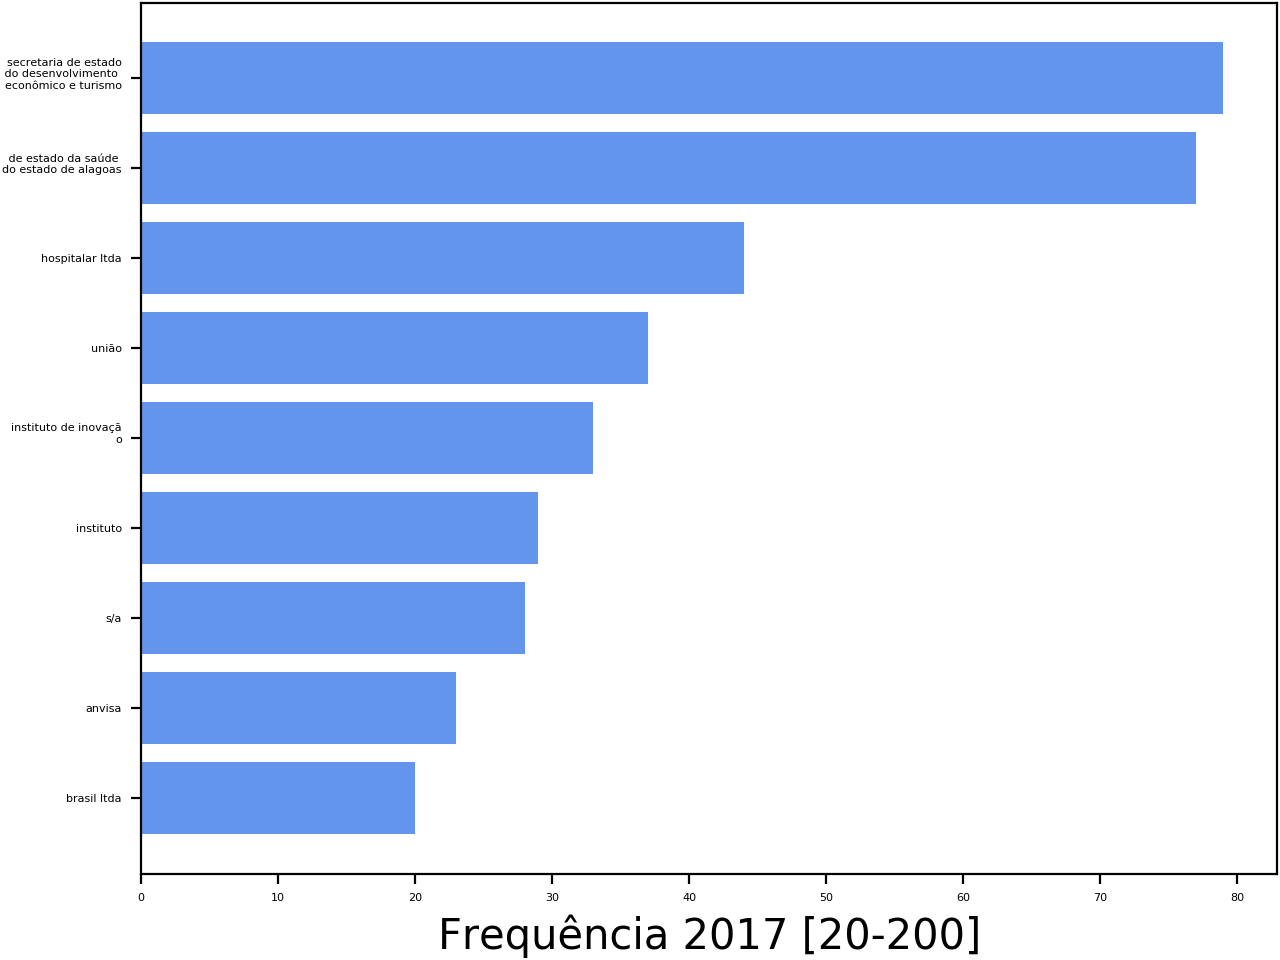 secretaria de estado
do desenvolvimento
econômico e turismo
de estado da saúde
do estado de alagoas
hospitalar ltda
união
instituto de inovaçã
o
instituto
s/a
anvisa
brasil ltda
0 10 20 30 40 50 60 70 80
Frequência 2017 [20-200]